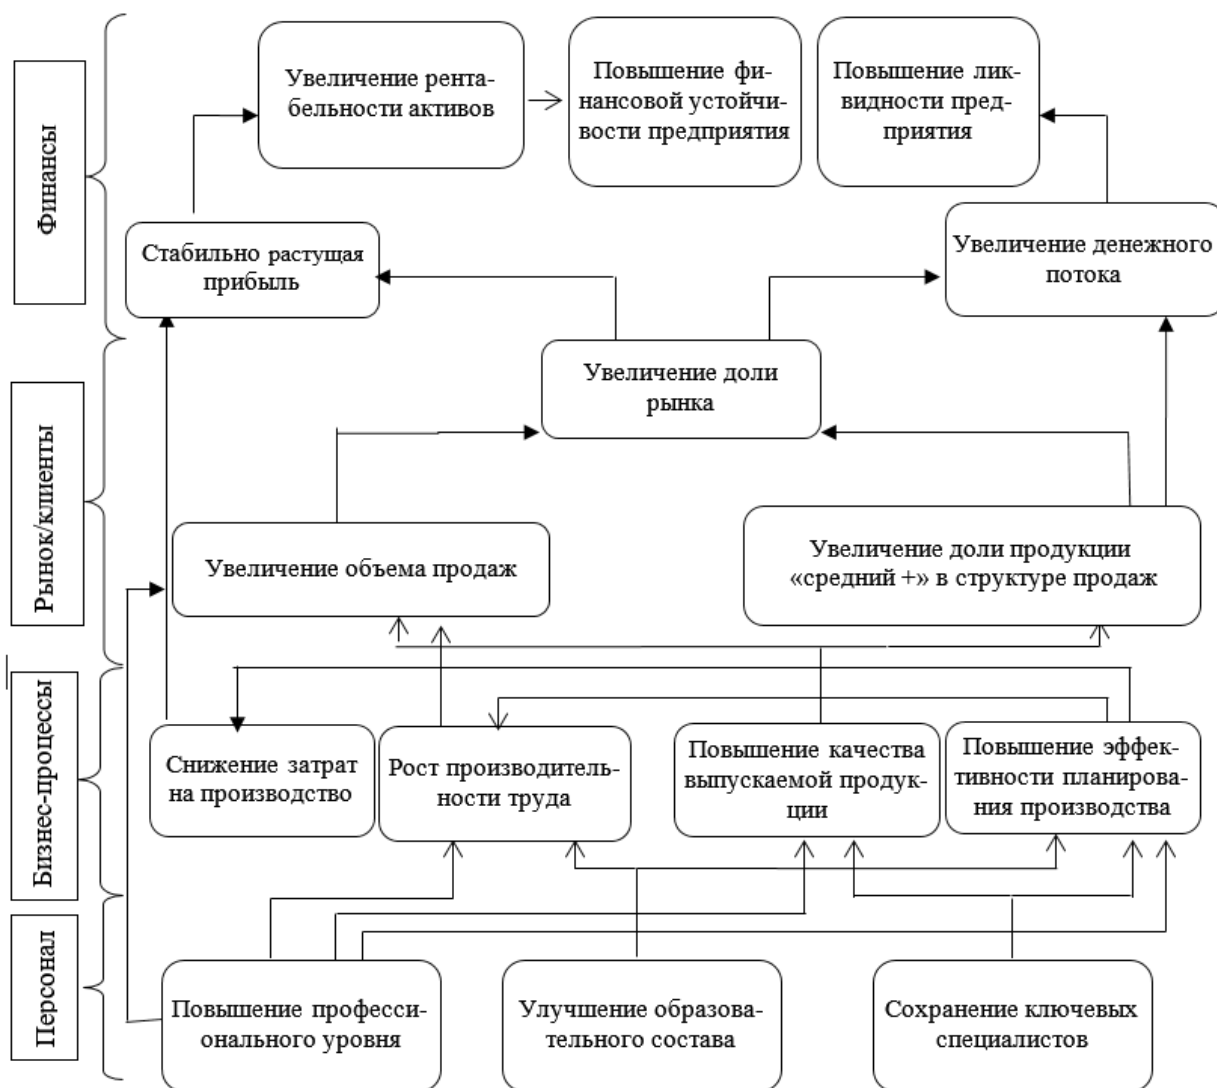 Финансы
Увеличение рента-
бельности активов
Повышение фи-
нансовой устойчи-
вости предприятия
Повышение лик-
видности пред-
приятия
Стабильно растущая
прибыль
Увеличение денежного
потока
Рынок/клиенты
Увеличение доли
рынка
Увеличение объема продаж
Увеличение доли продукции
«средний +» в структуре продаж
Бизнес-процессы
Снижение затрат
на производство
Рост производитель-
ности труда
Повышение качества
выпускаемой продук-
ции
Повышение эффек-
тивности планирова-
ния производства
Персонал
Повышение професси-
онального уровня
Улучшение образова-
тельного состава
Сохранение ключевых
специалистов